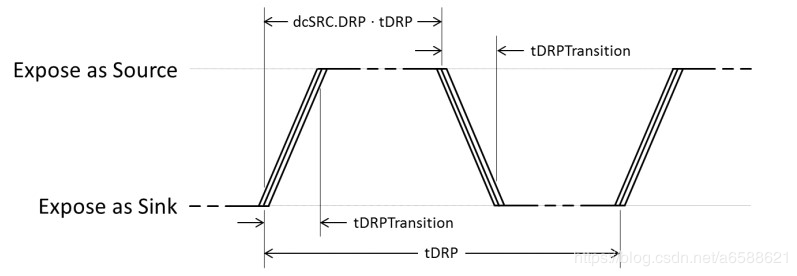 dcSRC.DRP · tDRP
tDRPTransition
Expose as Source
Expose as Sink
tDRPTransition
tDRP
https://blog.csdn.net/a6588621